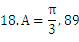 18. A = π/3, 89